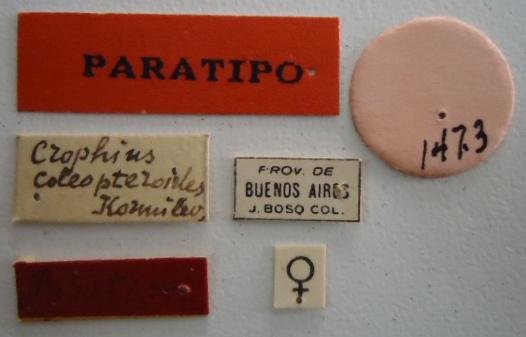 PARATIPO
1473
Crophius
coleopteroides
Kormilev
PROV. DE
BUENOS AIRES
J. BOSQ COL.
♀